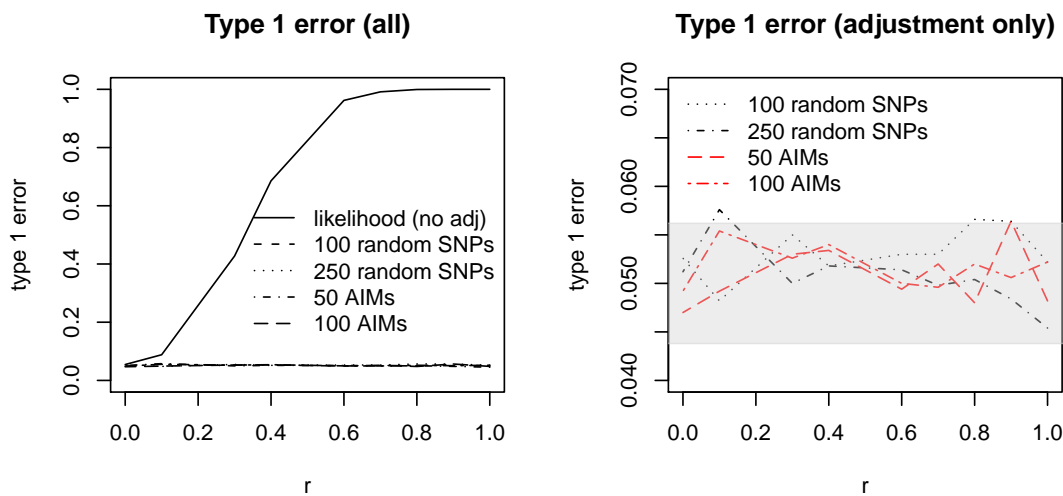 Type 1 error (all)
type 1 error
1.0
0.8
0.6
0.4
0.2
0.0
likelihood (no adj)
100 random SNPs
250 random SNPs
50 AIMs
100 AIMs
0.0 0.2 0.4 0.6 0.8 1.0
r
Type 1 error (adjustment only)
type 1 error
0.070
0.060
0.050
0.040
100 random SNPs
250 random SNPs
50 AIMs
100 AIMs
0.0 0.2 0.4 0.6 0.8 1.0
r